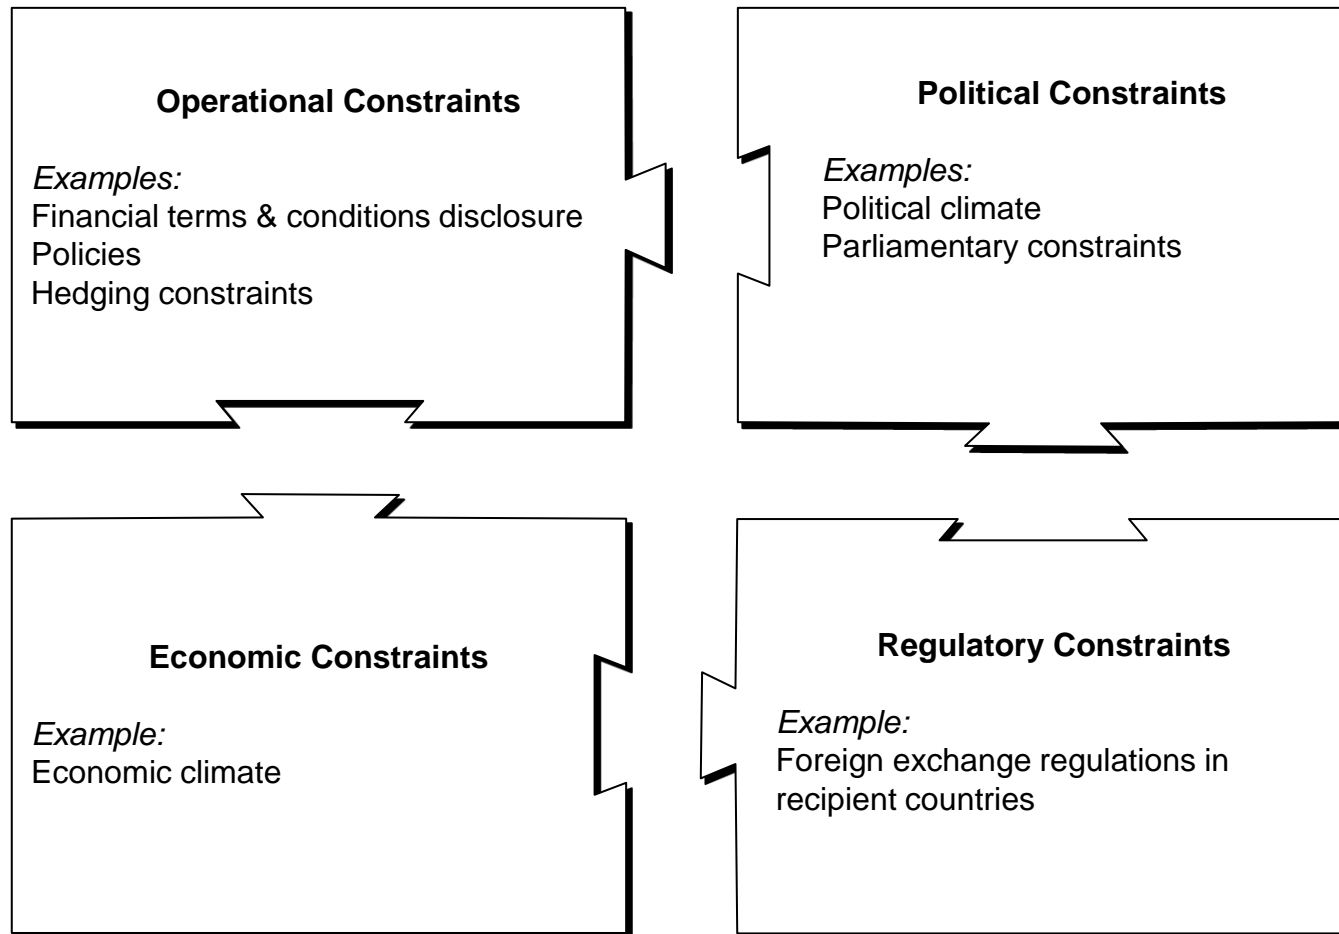 Operational Constraints
Examples:
Financial terms & conditions disclosure
Policies
Hedging constraints
Political Constraints
Examples:
Political climate
Parliamentary constraints
Economic Constraints
Example:
Economic climate
Regulatory Constraints
Example:
Foreign exchange regulations in
recipient countries